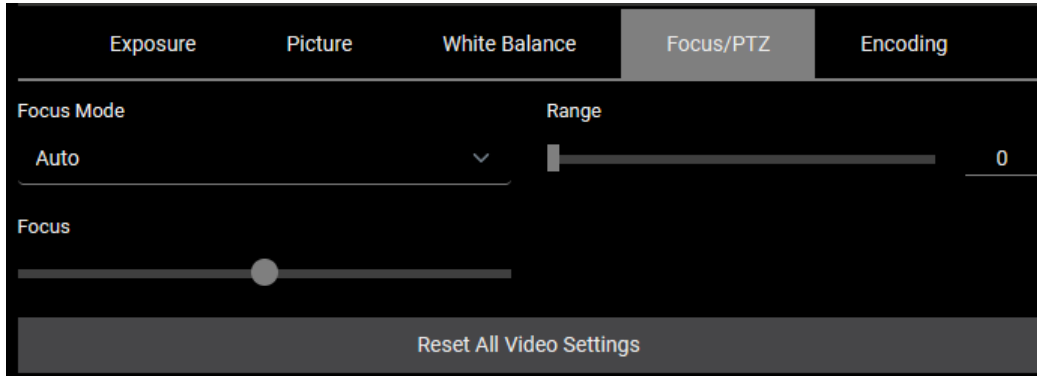 Exposure Picture White Balance Focus/PTZ Encoding
Focus Mode
Auto
Range
0
Focus
Reset All Video Settings